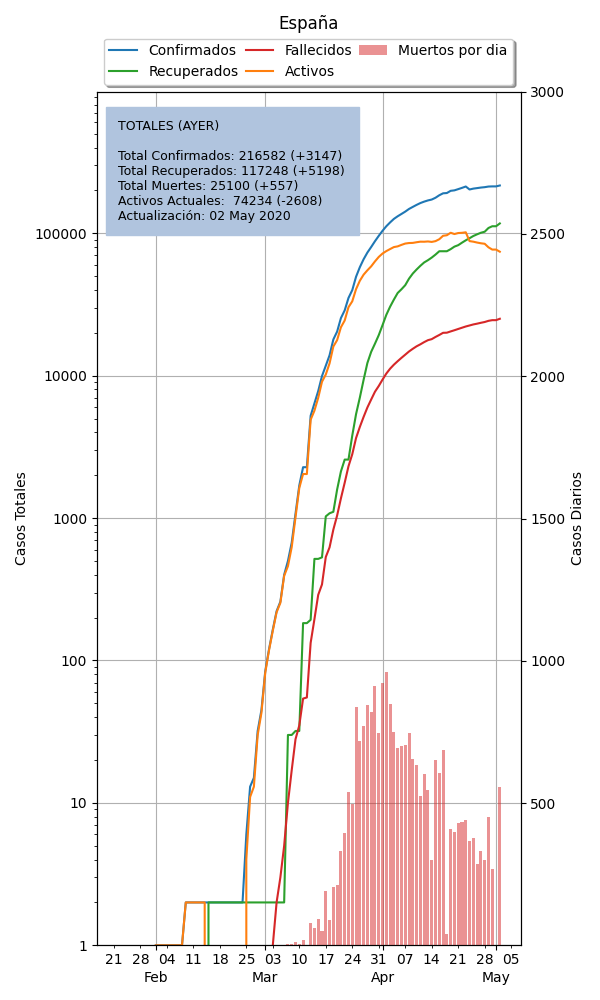 España
Confirmados Fallecidos Muertos por dia
Recuperados Activos
TOTALES (AYER)
Total Confirmados: 216582 (+3147)
Total Recuperados: 117248 (+5198)
Total Muertes: 25100 (+557)
Activos Actuales: 74234 (-2608)
Actualización: 02 May 2020
3000
100000 2500
10000 2000
1000 1500
100 1000
10 500
1
Casos Totales
Casos Diarios
21 28 04 11 18 25 03 10 17 24 31 07 14 21 28 05
Feb Mar Apr May